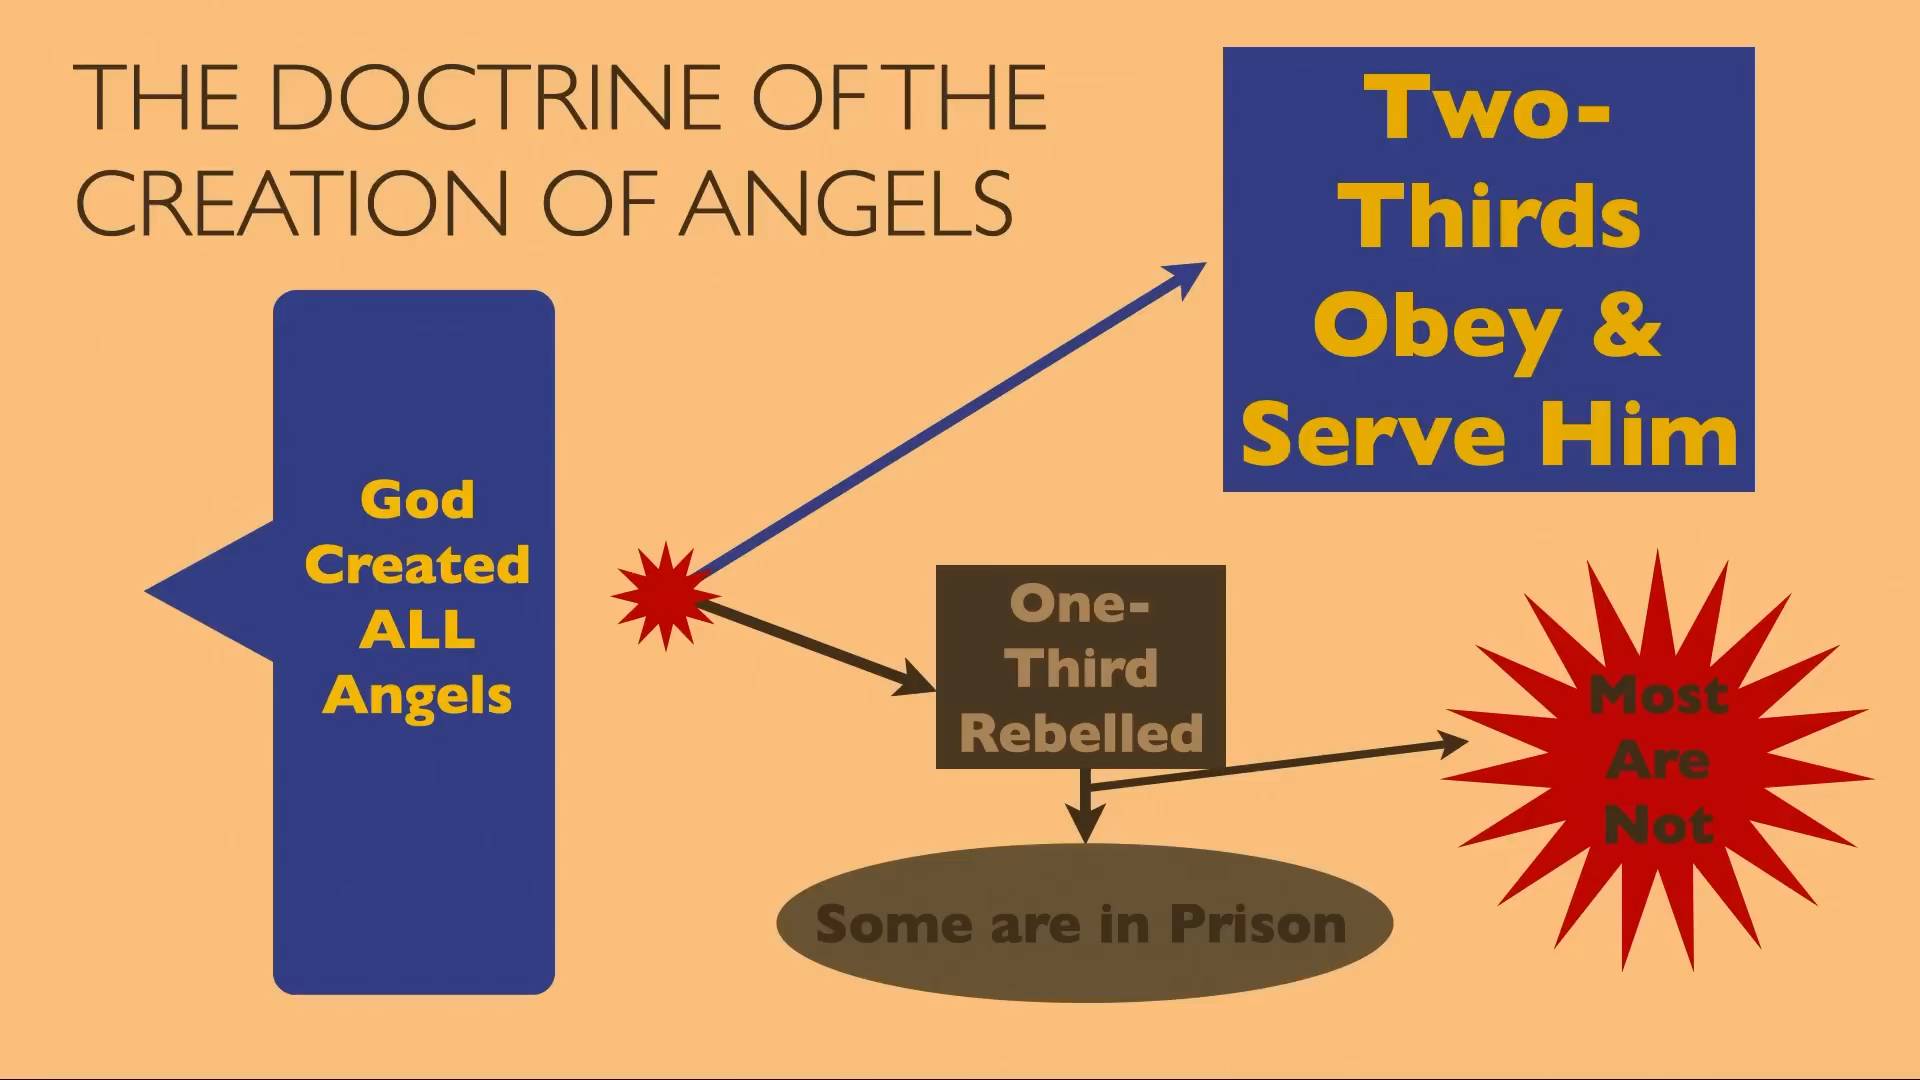 THE DOCTRINE OF THE
CREATION OF ANGELS
Two-
Thirds
Obey &
Serve Him
God
Created
ALL
Angels
One-
Third
Rebelled
Most
Are
Not
Some are in Prison